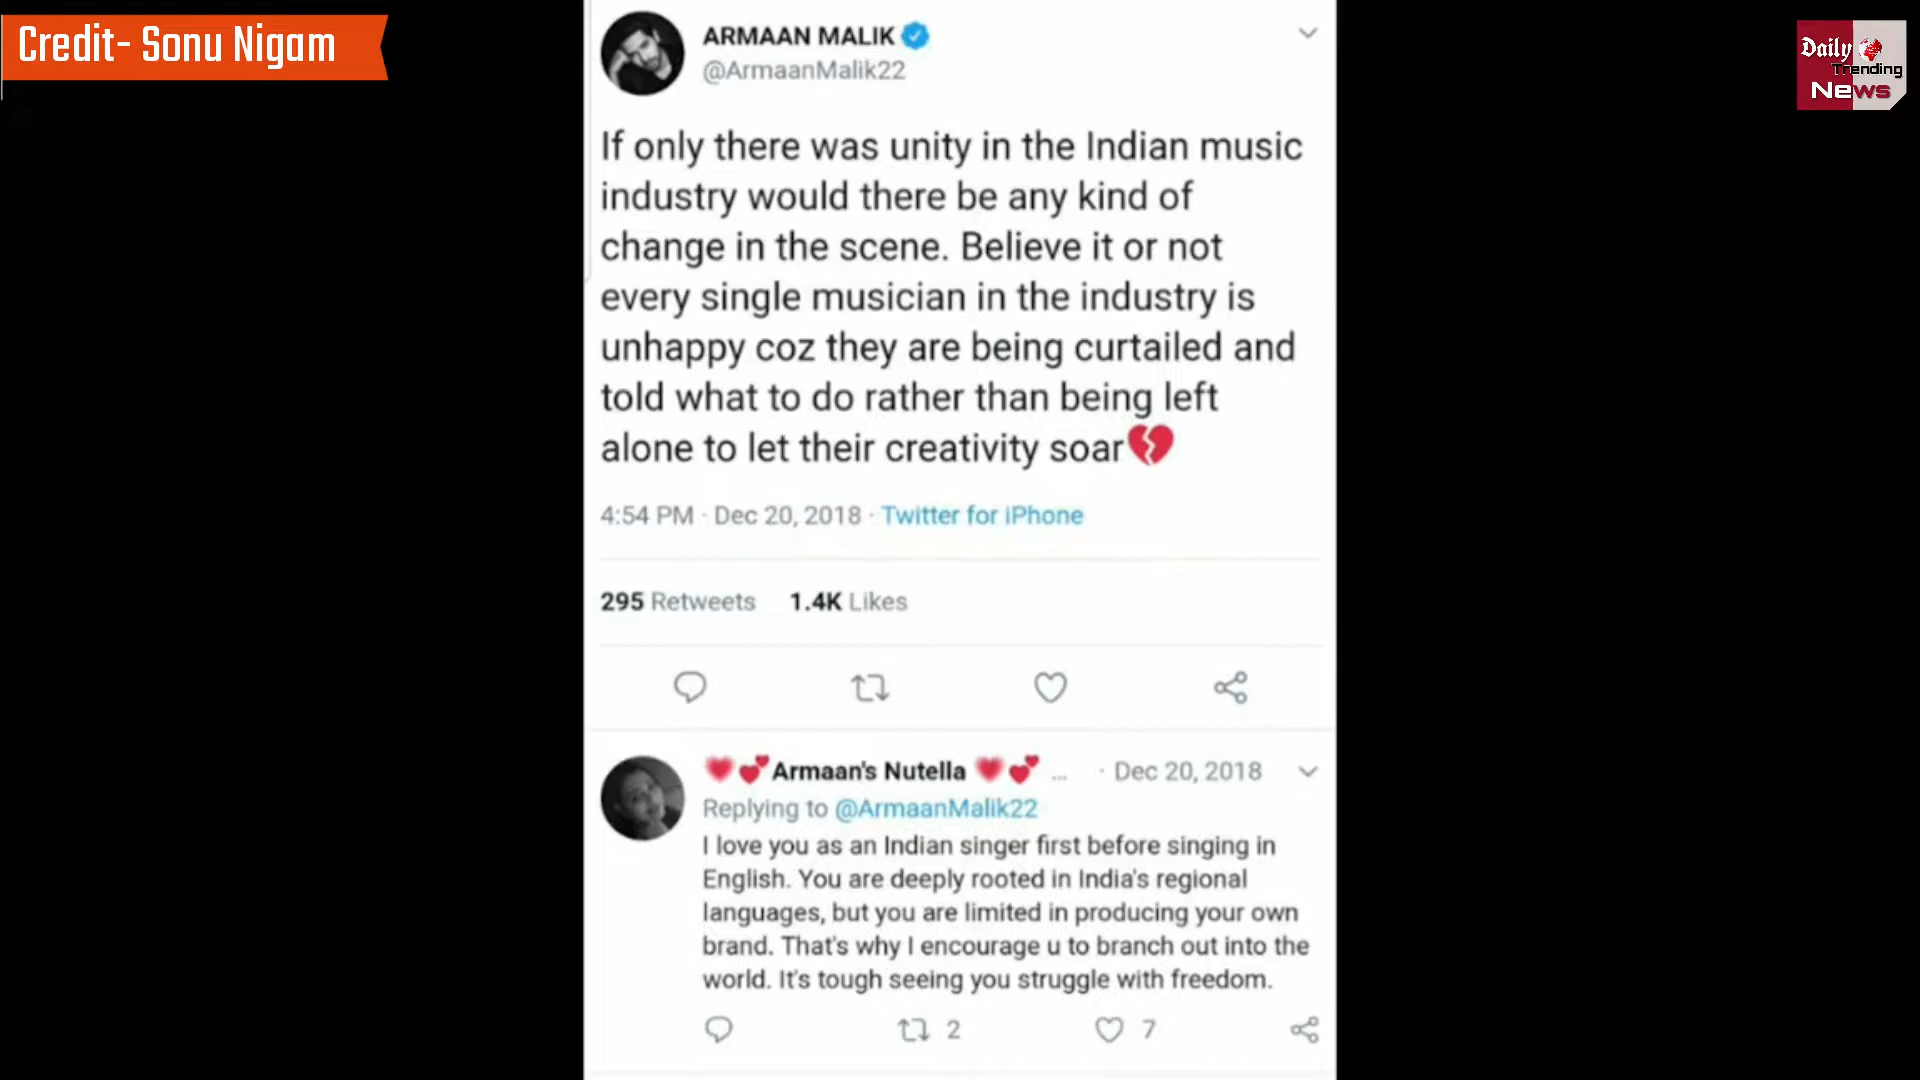 Credit- Sonu Nigam
Daily
Trending
News
ARMAAN MALIK
@ArmaanMalik22
If only there was unity in the Indian music
industry would there be any kind of
change in the scene. Believe it or not
every single musician in the industry is
unhappy coz they are being curtailed and
told what to do rather than being left
alone to let their creativity soar💔
4:54 PM · Dec 20, 2018 · Twitter for iPhone
295 Retweets 1.4K Likes
❤️💕Armaan's Nutella ❤️💕 ... · Dec 20, 2018
Replying to @ArmaanMalik22
I love you as an Indian singer first before singing in
English. You are deeply rooted in India's regional
languages, but you are limited in producing your own
brand. That's why I encourage u to branch out into the
world. It's tough seeing you struggle with freedom.
2 7